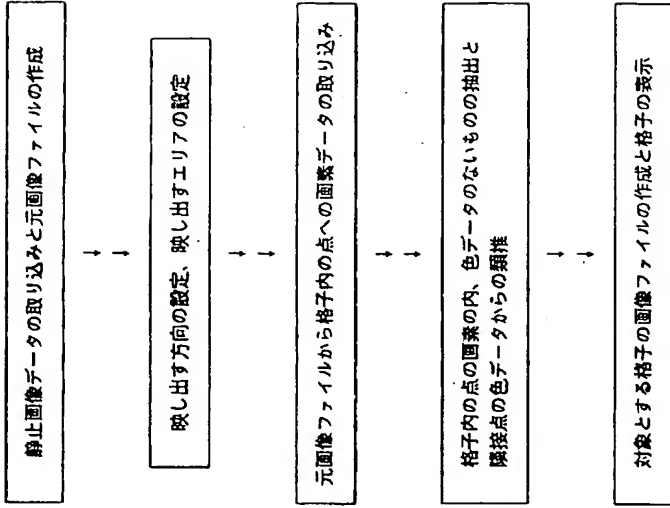 静止画像データの取り込みと元画像ファイルの作成
映し出す方向の設定、映し出すエリアの設定
元画像ファイルから格子内の点への画素データの取り込み
格子内の点の画素の内、色データのないものの抽出と
隣接点の色データからの類推
対象とする格子の画像ファイルの作成と格子の表示